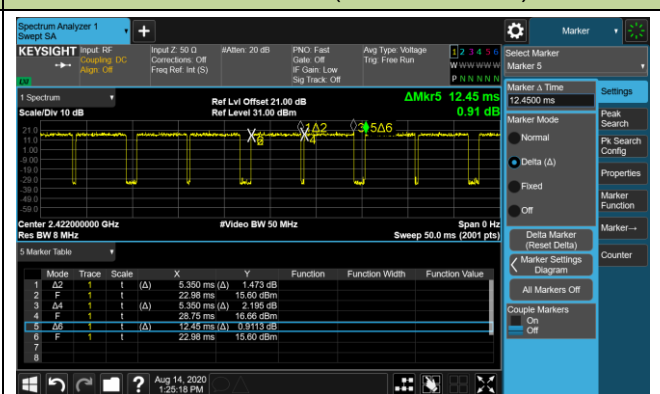 Spectrum Analyzer 1
Swept SA
Marker
KEYSIGHT
Input: RF
Coupling: DC
Align: Off
Input Z: 50 Ω
Corrections: Off
Freq Ref: Int (S)
#Atten: 20 dB
PNO: Fast
Gate: Off
IF Gain: Low
Sig Track: Off
Avg Type: Voltage
Trig: Free Run
1 2 3 4 5 6
W W W W W W
P N N N N N
Select Marker
Marker 5
1 Spectrum
Scale/Div 10 dB
Ref Lvl Offset 21.00 dB
Ref Level 31.00 dBm
ΔMkr5 12.45 ms
0.91 dB
21.0
11.0
1.00
-9.00
-19.0
-29.0
-39.0
-49.0
-59.0
1Δ2
3
5Δ6
4
Center 2.422000000 GHz
Res BW 8 MHz
#Video BW 50 MHz
Span 0 Hz
Sweep 50.0 ms (2001 pts)
5 Marker Table
Mode Trace Scale X Y Function Function Width Function Value
1 Δ2 1 t (Δ) 5.350 ms (Δ) 1.473 dB
2 F 1 t 22.98 ms 15.60 dBm
3 Δ4 1 t (Δ) 5.350 ms (Δ) 2.195 dB
4 F 1 t 28.75 ms 16.66 dBm
5 Δ6 1 t (Δ) 12.45 ms (Δ) 0.9113 dB
6 F 1 t 22.98 ms 15.60 dBm
7
8
Marker Δ Time
12.4500 ms
Marker Mode
Normal
Delta (Δ)
Fixed
Off
Delta Marker
(Reset Delta)
Marker Settings
Diagram
All Markers Off
Couple Markers
On
Off
Settings
Peak
Search
Pk Search
Config
Properties
Marker
Function
Marker→
Counter
?
Aug 14, 2020
1:25:18 PM